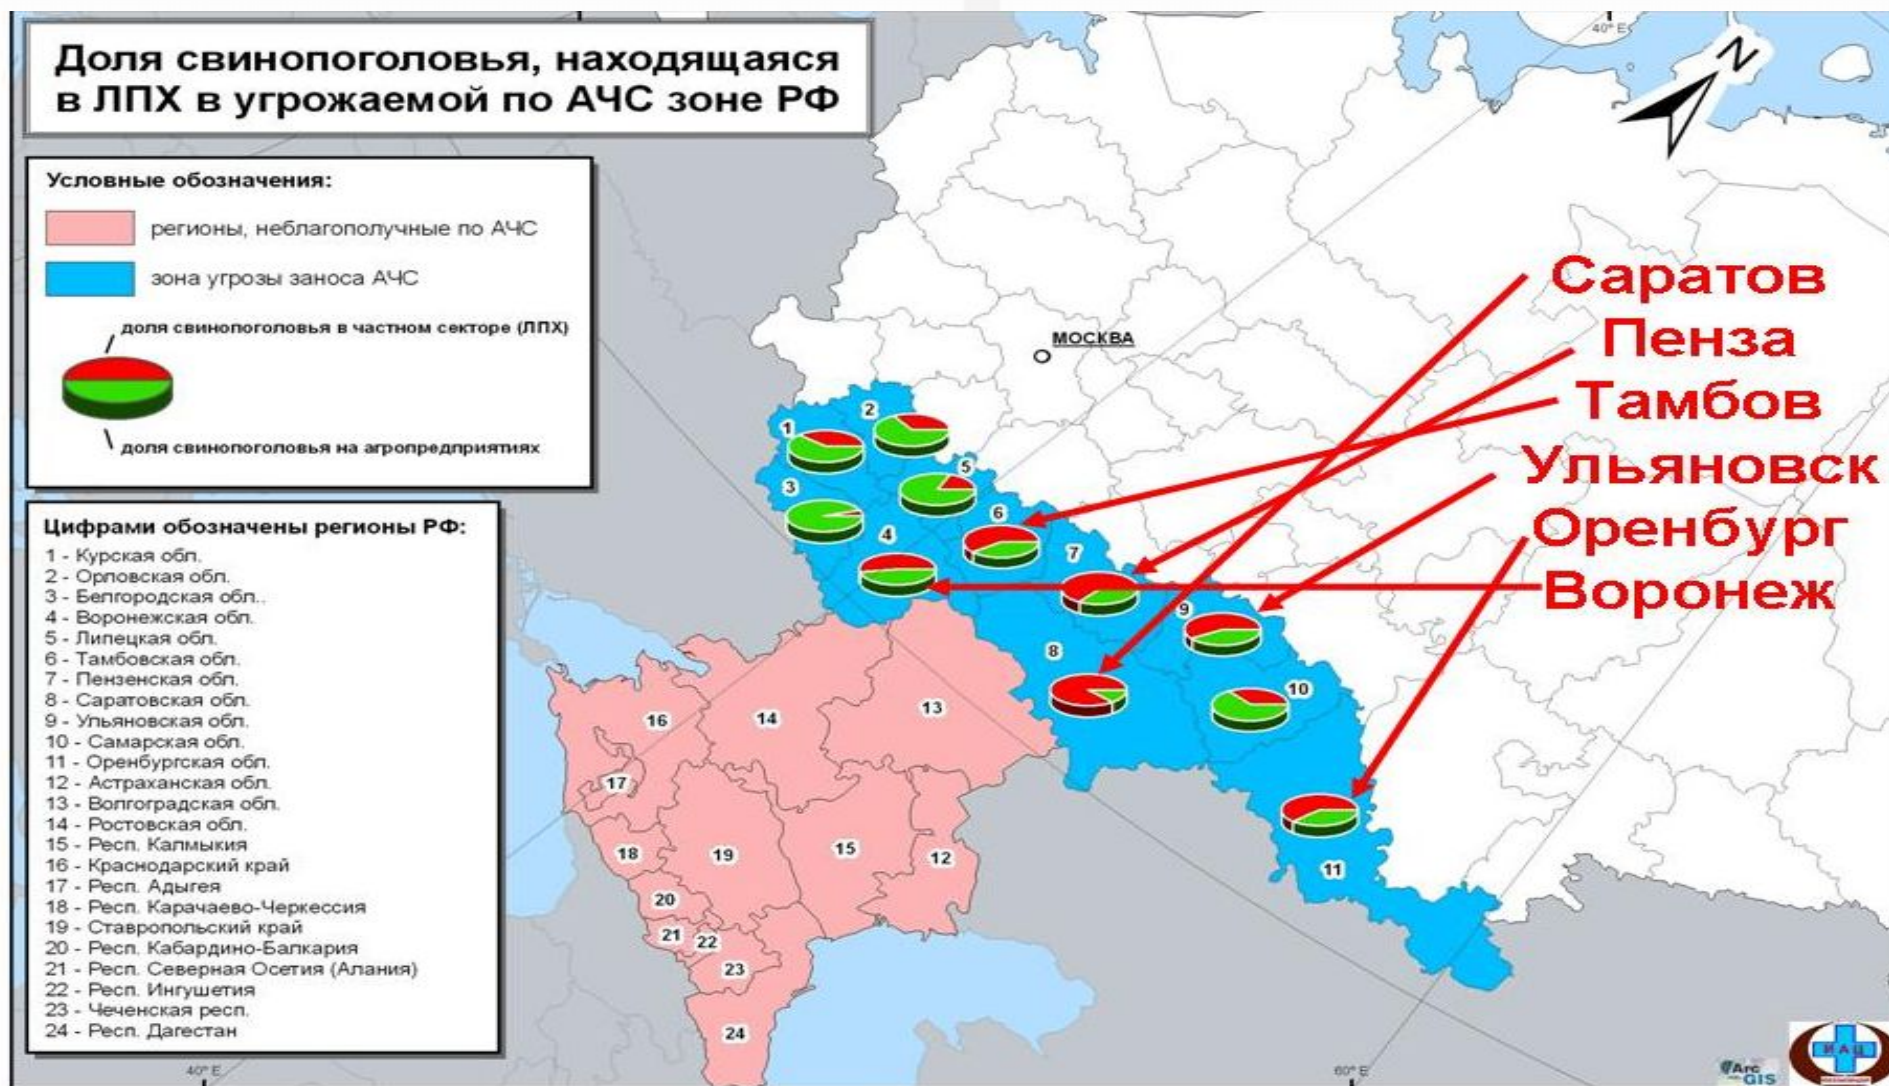 Доля свинопоголовья, находящаяся
в ЛПХ в угрожаемой по АЧС зоне РФ
Условные обозначения:
регионы, неблагополучные по АЧС
зона угрозы заноса АЧС
доля свинопоголовья в частном секторе (ЛПХ)
доля свинопоголовья на агропредприятиях
Цифрами обозначены регионы РФ:
1 - Курская обл.
2 - Орловская обл.
3 - Белгородская обл..
4 - Воронежская обл.
5 - Липецкая обл.
6 - Тамбовская обл.
7 - Пензенская обл.
8 - Саратовская обл.
9 - Ульяновская обл.
10 - Самарская обл.
11 - Оренбургская обл.
12 - Астраханская обл.
13 - Волгоградская обл.
14 - Ростовская обл.
15 - Респ. Калмыкия
16 - Краснодарский край
17 - Респ. Адыгея
18 - Респ. Карачаево-Черкессия
19 - Ставропольский край
20 - Респ. Кабардино-Балкария
21 - Респ. Северная Осетия (Алания)
22 - Респ. Ингушетия
23 - Чеченская респ.
24 - Респ. Дагестан
40° E
N
МОСКВА
Саратов
Пенза
Тамбов
Ульяновск
Оренбург
Воронеж
1
2
3
4
5
6
7
8
9
10
11
12
13
14
15
16
17
18
19
20
21
22
23
24
40° E
60° E
Arc
GIS
ИАЦ